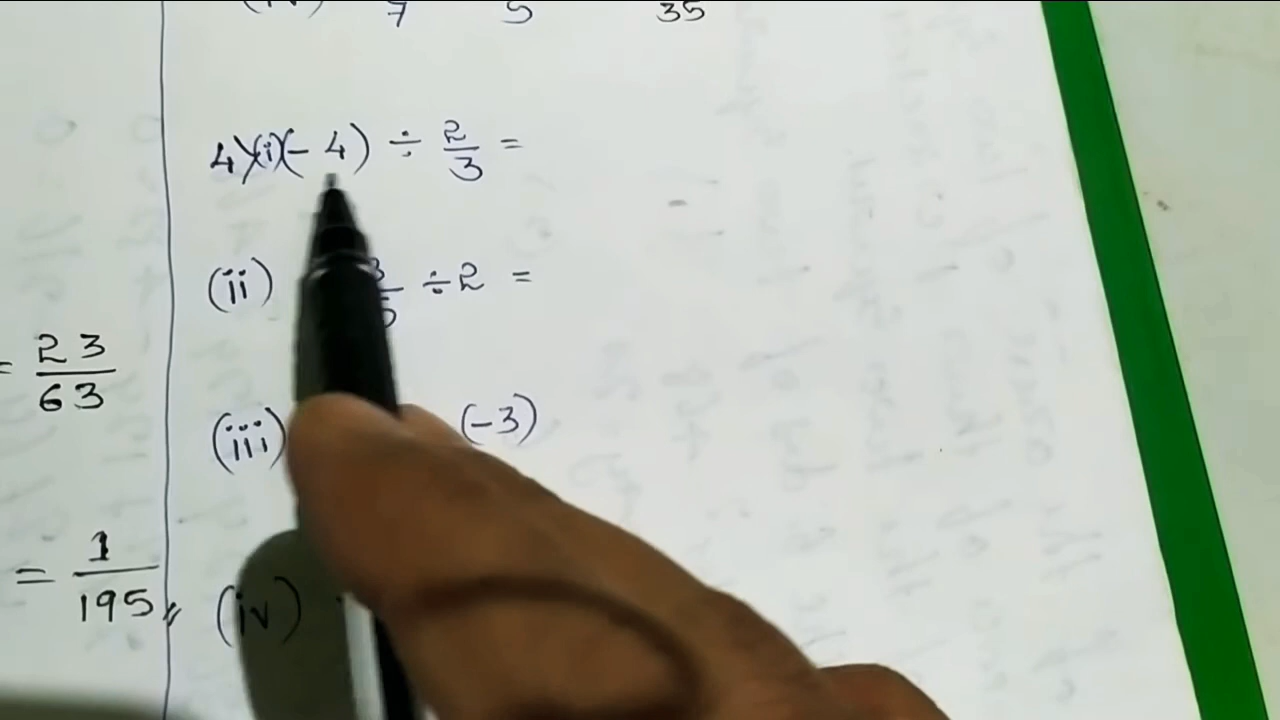 7 5 35
4)(i)(-4) ÷ 2/3 =
(ii) ÷ 2 =
= 23/63
(iii) (-3)
= 1/195
(iv)